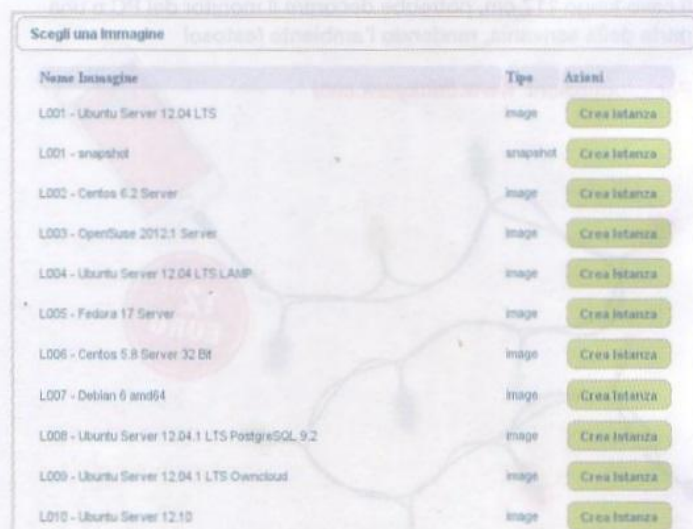 Scegli una Immagine
Nome Immagine Tipo Azioni
L001 - Ubuntu Server 12.04 LTS image Crea Istanza
L001 - snapshot snapshot Crea Istanza
L002 - Centos 6.2 Server image Crea Istanza
L003 - OpenSuse 2012.1 Server image Crea Istanza
L004 - Ubuntu Server 12.04 LTS LAMP image Crea Istanza
L005 - Fedora 17 Server image Crea Istanza
L006 - Centos 5.8 Server 32 Bit image Crea Istanza
L007 - Debian 6 amd64 image Crea Istanza
L008 - Ubuntu Server 12.04.1 LTS PostgreSQL 9.2 image Crea Istanza
L009 - Ubuntu Server 12.04.1 LTS Owncloud image Crea Istanza
L010 - Ubuntu Server 12.10 image Crea Istanza